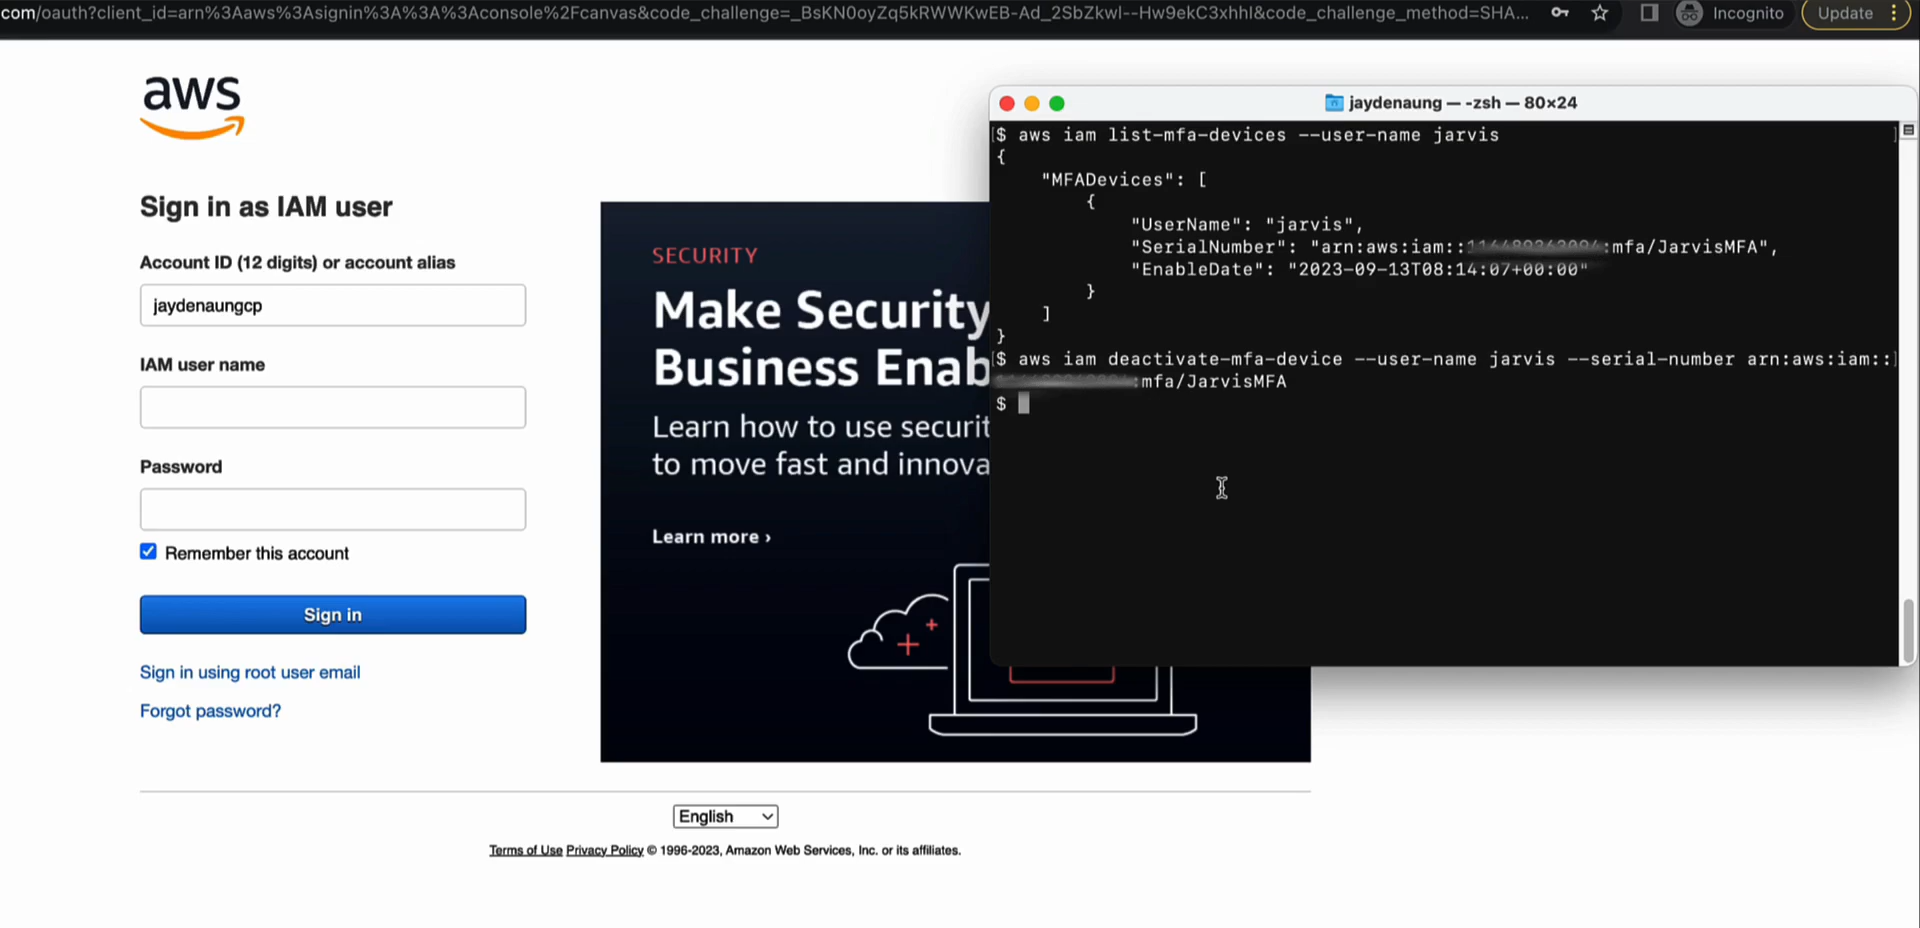 com/oauth?client_id=arn%3Aaws%3Asignin%3A%3A%3Aconsole%2Fcanvas&code_challenge=_BsKN0oyZq5kRWWKwEB-Ad_2SbZkwl--Hw9ekC3xhhI&code_challenge_method=SHA...
Incognito
Update
aws
Sign in as IAM user
Account ID (12 digits) or account alias
jaydenaungcp
IAM user name
Password
Remember this account
Sign in
Sign in using root user email
Forgot password?
SECURITY
Make Security
Business Enab
Learn how to use securit
to move fast and innova
Learn more ›
jaydenaung — -zsh — 80×24
[$ aws iam list-mfa-devices --user-name jarvis ]
{
"MFADevices": [
{
"UserName": "jarvis",
"SerialNumber": "arn:aws:iam:: :mfa/JarvisMFA",
"EnableDate": "2023-09-13T08:14:07+00:00"
}
]
}
[$ aws iam deactivate-mfa-device --user-name jarvis --serial-number arn:aws:iam::]
:mfa/JarvisMFA
$
English
Terms of Use Privacy Policy © 1996-2023, Amazon Web Services, Inc. or its affiliates.